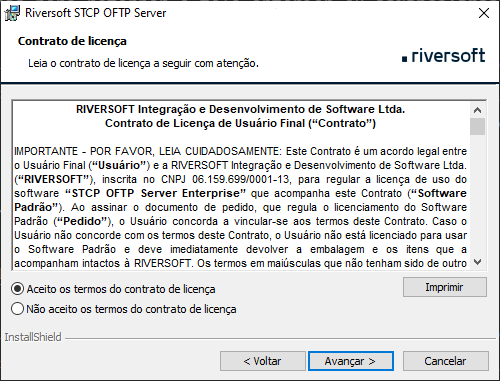 Riversoft STCP OFTP Server
Contrato de licença
Leia o contrato de licença a seguir com atenção.
riversoft
RIVERSOFT Integração e Desenvolvimento de Software Ltda.
Contrato de Licença de Usuário Final (“Contrato”)
IMPORTANTE - POR FAVOR, LEIA CUIDADOSAMENTE: Este Contrato é um acordo legal entre
o Usuário Final (“Usuário”) e a RIVERSOFT Integração e Desenvolvimento de Software Ltda.
(“RIVERSOFT”), inscrita no CNPJ 06.159.699/0001-13, para regular a licença de uso do
software “STCP OFTP Server Enterprise” que acompanha este Contrato (“Software
Padrão”). Ao assinar o documento de pedido, que regula o licenciamento do Software
Padrão (“Pedido”), o Usuário concorda a vincular-se aos termos deste Contrato. Caso o
Usuário não concorde com os termos deste Contrato, o Usuário não está licenciado para usar
o Software Padrão e deve imediatamente devolver a embalagem e os itens que a
acompanham intactos à RIVERSOFT. Os termos em maiúsculas que não tenham sido de outro
Aceito os termos do contrato de licença
Imprimir
Não aceito os termos do contrato de licença
InstallShield
< Voltar
Avançar >
Cancelar